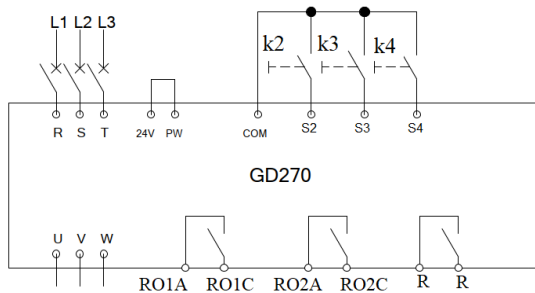 L1 L2 L3
k2 k3 k4
R S T 24V PW COM S2 S3 S4
GD270
U V W
RO1A RO1C RO2A RO2C R R